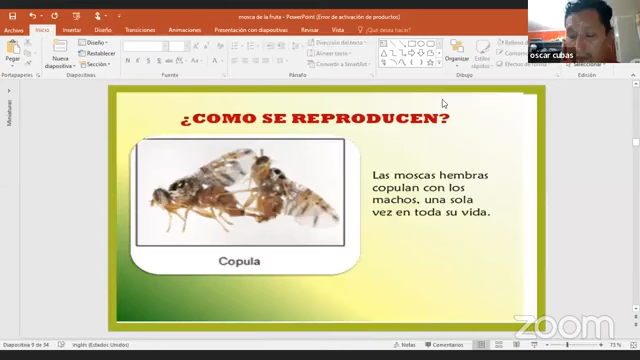 mosca de la fruta - PowerPoint (Error de activación de productos)
Archivo Inicio Insertar Diseño Transiciones Animaciones Presentación con diapositivas Revisar Vista ¿Qué desea hacer?
Pegar
Nueva diapositiva
Diseño
Restablecer
Sección
Dirección del texto
Alinear texto
Convertir a SmartArt
Organizar
Estilos rápidos
Seleccionar
Portapapeles Diapositivas Fuente Párrafo Dibujo Edición
oscar cubas
Miniaturas
¿COMO SE REPRODUCEN?
Las moscas hembras
copulan con los
machos, una sola
vez en toda su vida.
Copula
zoom
Diapositiva 9 de 34 Inglés (Estados Unidos) Notas Comentarios 73 %